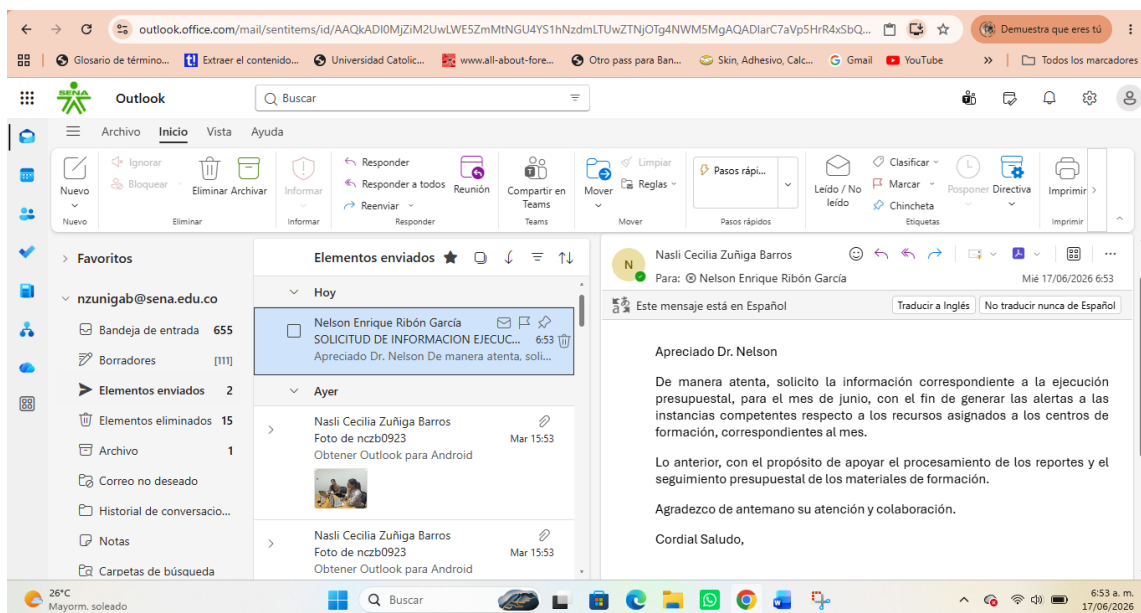 outlook.office.com/mail/sentitems/id/AAQkADI0MjZiM2UwLWE5ZmMtNGU4YS1hNzdmLTUwZTNjOTg4NWM5MgAQADIarC7aVp5HrR4xSbQ...
Demuestra que eres tú
Glosario de término...
Extraer el contenido...
Universidad Catolic...
www.all-about-fore...
Otro pass para Ban...
Skin, Adhesivo, Calc...
Gmail
YouTube
»
Todos los marcadores
SENA
Outlook
Buscar
Archivo Inicio Vista Ayuda
Nuevo
Ignorar
Bloquear
Eliminar Archivar
Informar
Responder
Responder a todos
Reenviar
Reunión
Compartir en
Teams
Mover
Limpiar
Reglas
Pasos rápi...
Leído / No
leído
Clasificar
Marcar
Chincheta
Posponer Directiva
Imprimir
Nuevo Eliminar Informar Responder Teams Mover Pasos rápidos Etiquetas Imprimir
Favoritos
nzunigab@sena.edu.co
Bandeja de entrada 655
Borradores [111]
Elementos enviados 2
Elementos eliminados 15
Archivo 1
Correo no deseado
Historial de conversacio...
Notas
Carpetas de búsqueda
Elementos enviados
Hoy
Nelson Enrique Ribón García
SOLICITUD DE INFORMACION EJECUC... 6:53
Apreciado Dr. Nelson De manera atenta, soli...
Ayer
Nasli Cecilia Zuñiga Barros
Foto de nczb0923 Mar 15:53
Obtener Outlook para Android
Nasli Cecilia Zuñiga Barros
Foto de nczb0923 Mar 15:53
Obtener Outlook para Android
N
Nasli Cecilia Zuñiga Barros
Para: Nelson Enrique Ribón García
Mié 17/06/2026 6:53
Este mensaje está en Español
Traducir a Inglés
No traducir nunca de Español
Apreciado Dr. Nelson
De manera atenta, solicito la información correspondiente a la ejecución
presupuestal, para el mes de junio, con el fin de generar las alertas a las
instancias competentes respecto a los recursos asignados a los centros de
formación, correspondientes al mes.
Lo anterior, con el propósito de apoyar el procesamiento de los reportes y el
seguimiento presupuestal de los materiales de formación.
Agradezco de antemano su atención y colaboración.
Cordial Saludo,
26°C
Mayorm. soleado
Buscar
6:53 a. m.
17/06/2026